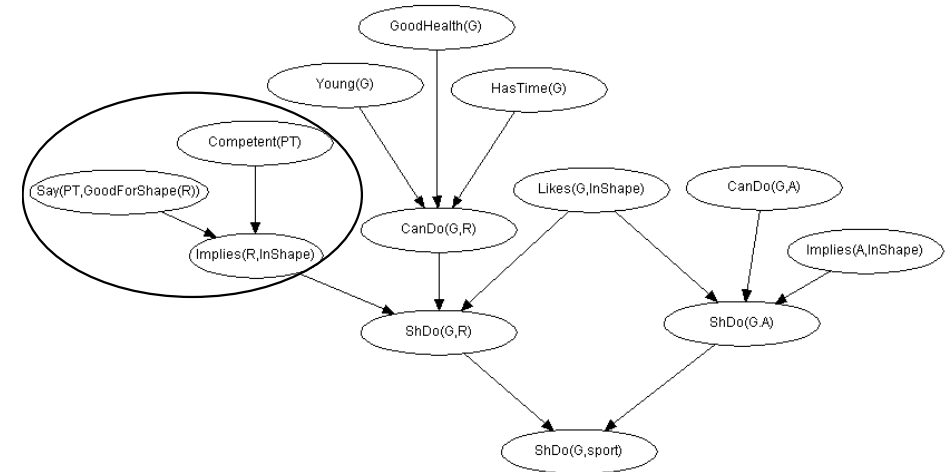 GoodHealth(G)
Young(G)
HasTime(G)
Competent(PT)
Say(PT,GoodForShape(R))
Likes(G,InShape)
CanDo(G,A)
CanDo(G,R)
Implies(R,InShape)
Implies(A,InShape)
ShDo(G,R)
ShDo(G.A)
ShDo(G,sport)